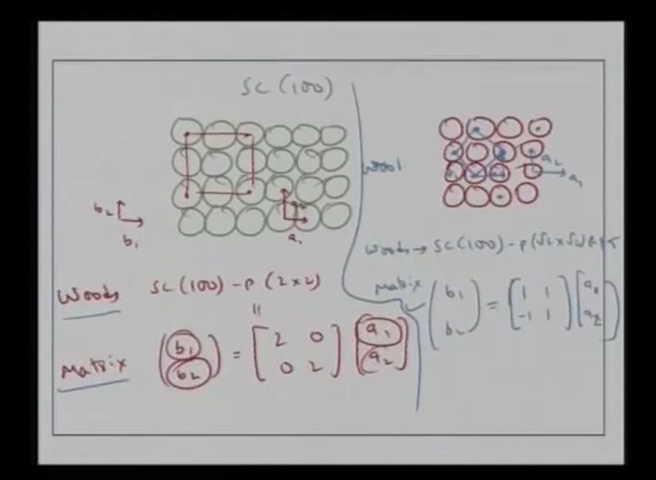 SC (100)
a2
a1
b2
b1
Woods SC (100) - P (2×2)
"
Matrix (b1 b2) = [2 0 0 2] (a1 a2)
Wood
a2
a1
Woods → SC (100) - P (√2×√2) R45
Matrix (b1 b2) = [1 1 -1 1] [a1 a2]